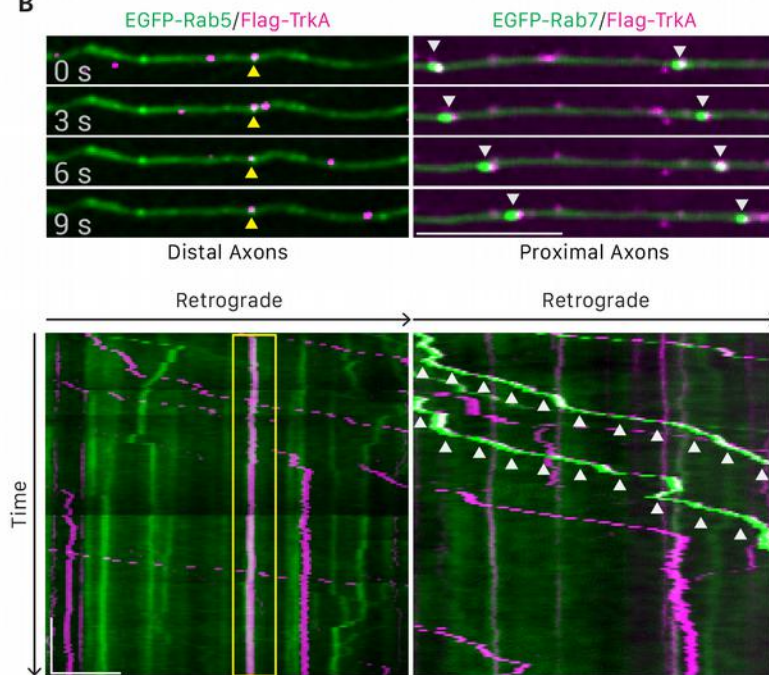 B
EGFP-Rab5/Flag-TrkA
EGFP-Rab7/Flag-TrkA
0 s
3 s
6 s
9 s
Distal Axons
Proximal Axons
Retrograde
Retrograde
Time